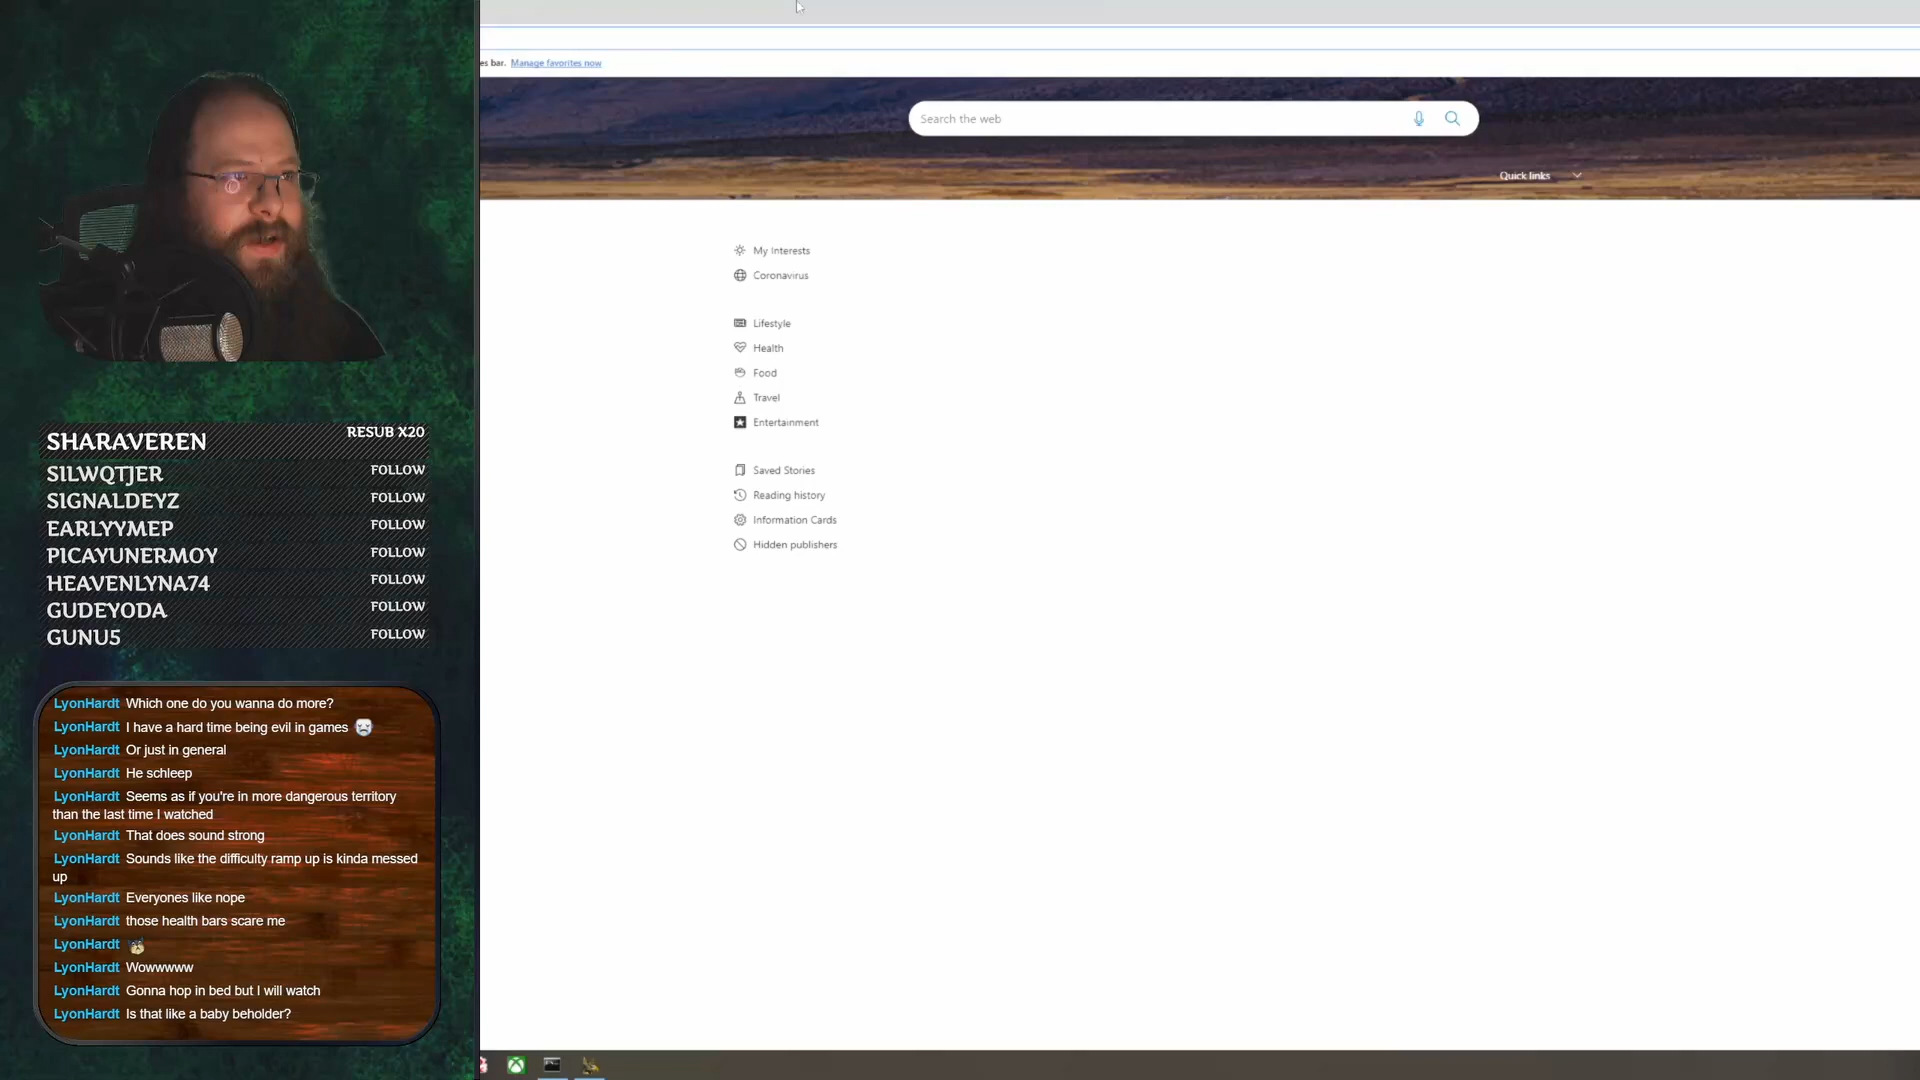 es bar. Manage favorites now
Search the web
Quick links
My Interests
Coronavirus
Lifestyle
Health
Food
Travel
Entertainment
Saved Stories
Reading history
Information Cards
Hidden publishers
SHARAVEREN RESUB X20
SILWQTJER FOLLOW
SIGNALDEYZ FOLLOW
EARLYYMEP FOLLOW
PICAYUNERMOY FOLLOW
HEAVENLYNA74 FOLLOW
GUDEYODA FOLLOW
GUNU5 FOLLOW
LyonHardt Which one do you wanna do more?
LyonHardt I have a hard time being evil in games
LyonHardt Or just in general
LyonHardt He schleep
LyonHardt Seems as if you're in more dangerous territory
than the last time I watched
LyonHardt That does sound strong
LyonHardt Sounds like the difficulty ramp up is kinda messed
up
LyonHardt Everyones like nope
LyonHardt those health bars scare me
LyonHardt
LyonHardt Wowwwww
LyonHardt Gonna hop in bed but I will watch
LyonHardt Is that like a baby beholder?